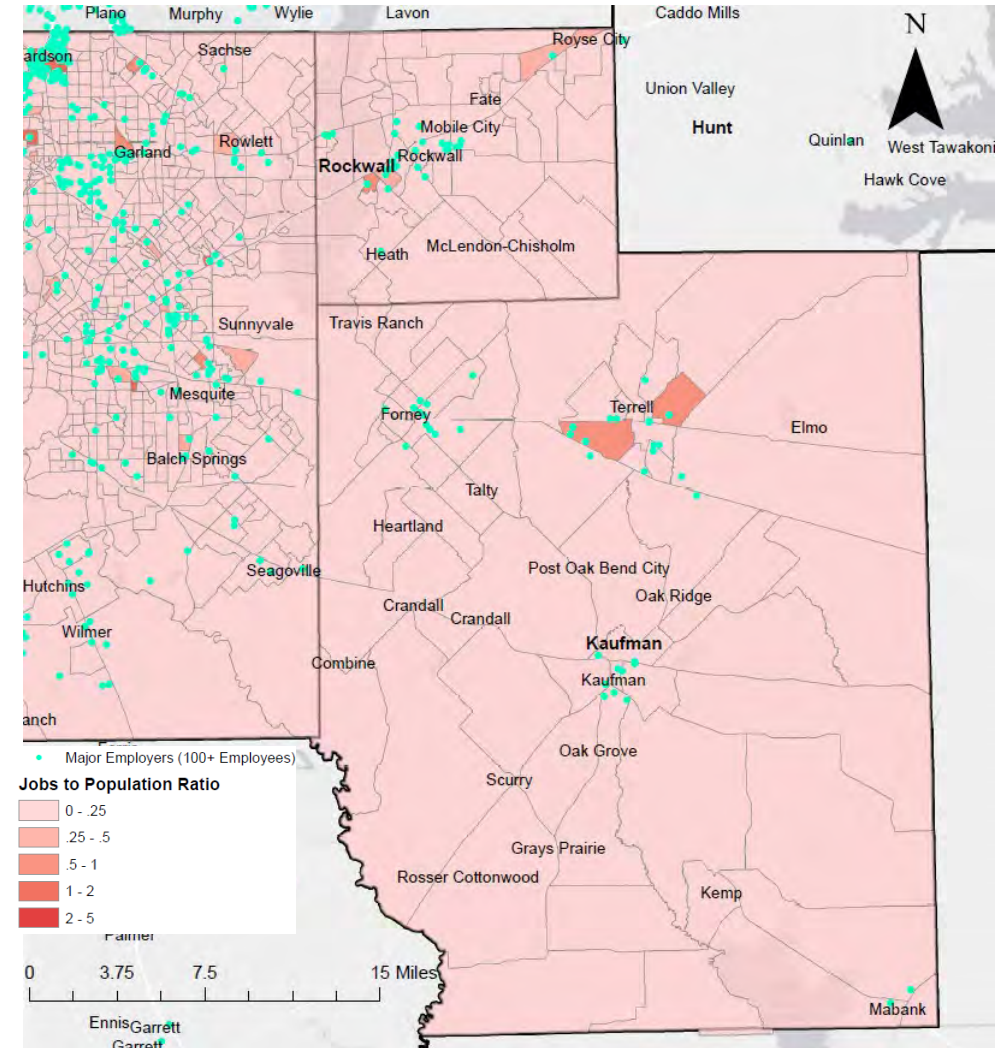 Plano
Murphy
Wylie
Lavon
Caddo Mills
N
ardson
Sachse
Royse City
Union Valley
Fate
Hunt
Mobile City
Quinlan
West Tawakoni
Garland
Rowlett
Rockwall
Rockwall
Hawk Cove
Heath
McLendon-Chisholm
Sunnyvale
Travis Ranch
Mesquite
Forney
Terrell
Elmo
Balch Springs
Talty
Heartland
Hutchins
Seagoville
Post Oak Bend City
Oak Ridge
Crandall
Crandall
Wilmer
Kaufman
Combine
Kaufman
anch
Oak Grove
Major Employers (100+ Employees)
Jobs to Population Ratio
0 - .25
.25 - .5
.5 - 1
1 - 2
2 - 5
Scurry
Grays Prairie
Rosser Cottonwood
Kemp
Palmer
0 3.75 7.5 15 Miles
Mabank
Ennis
Garrett
Garrett